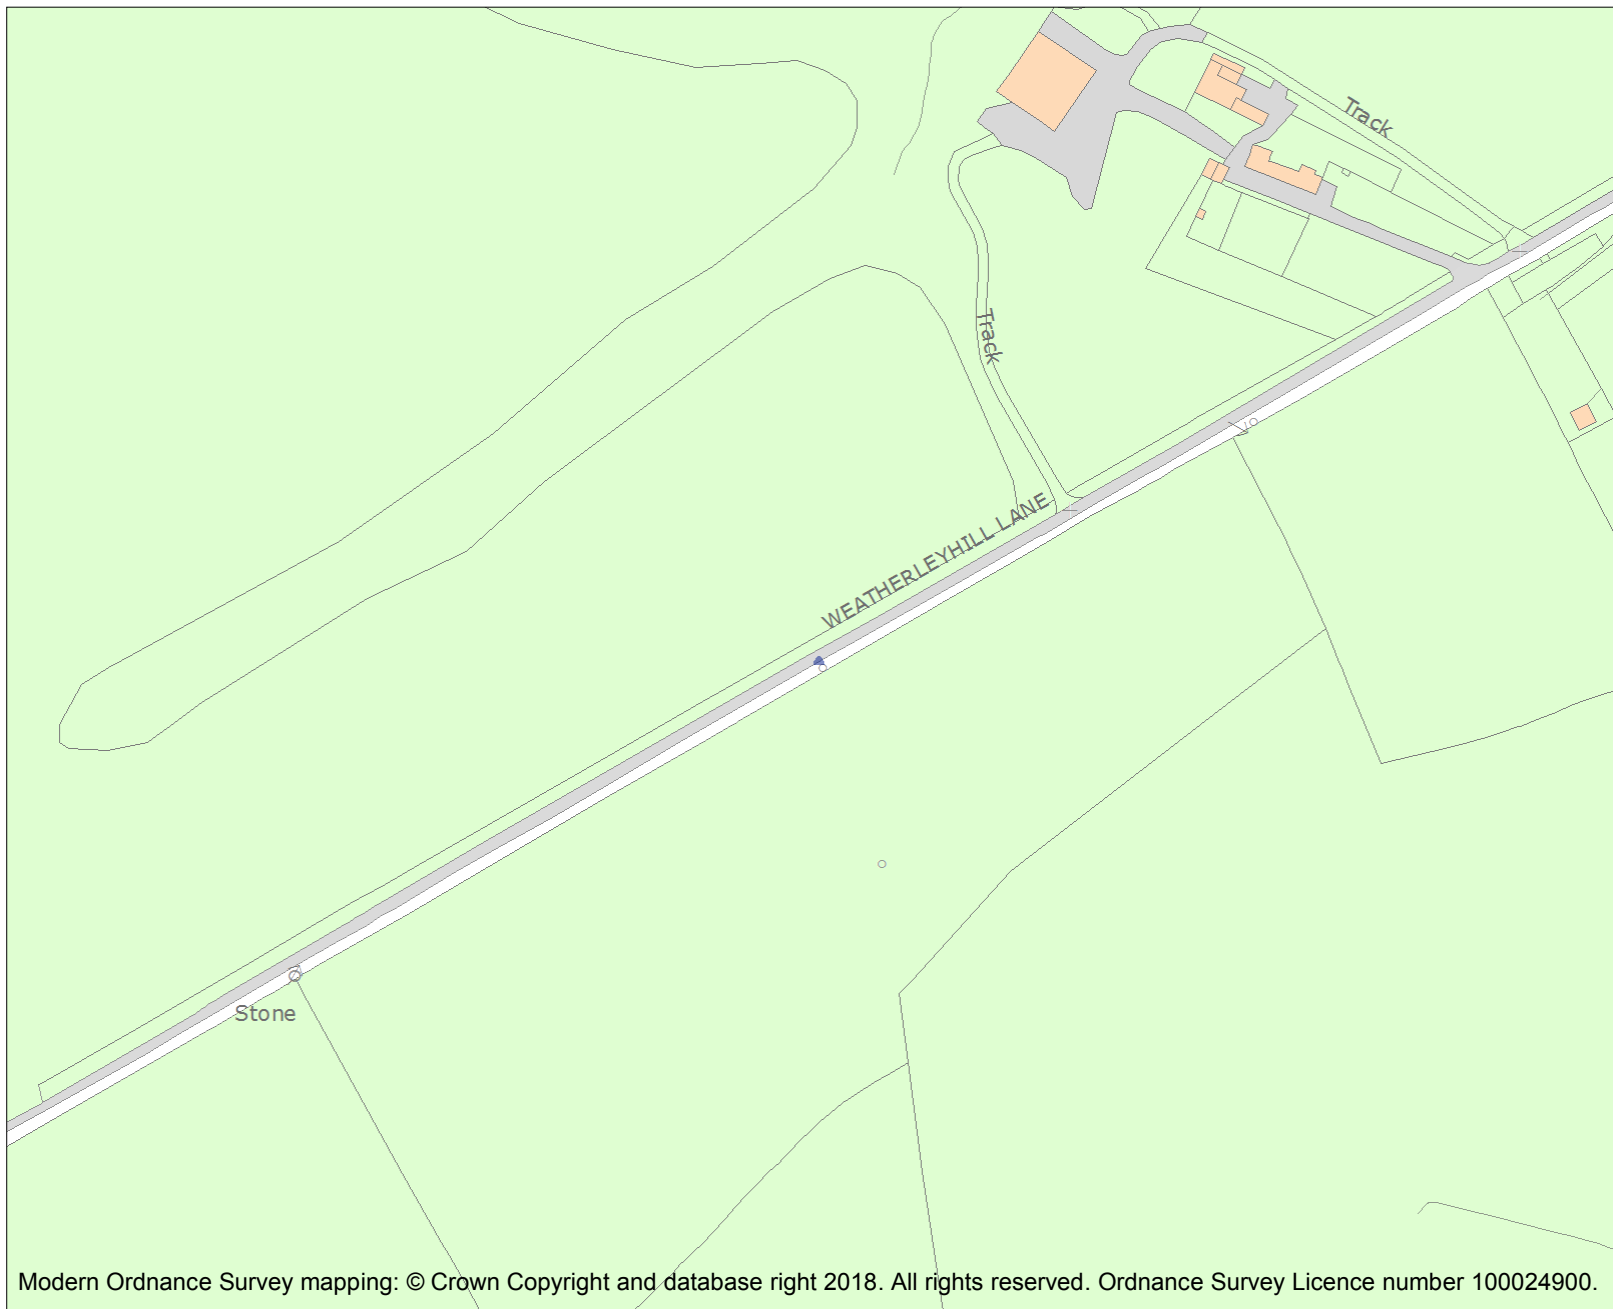 Track
Track
WEATHERLEYHILL LANE
Stone
Modern Ordnance Survey mapping: © Crown Copyright and database right 2018. All rights reserved. Ordnance Survey Licence number 100024900.